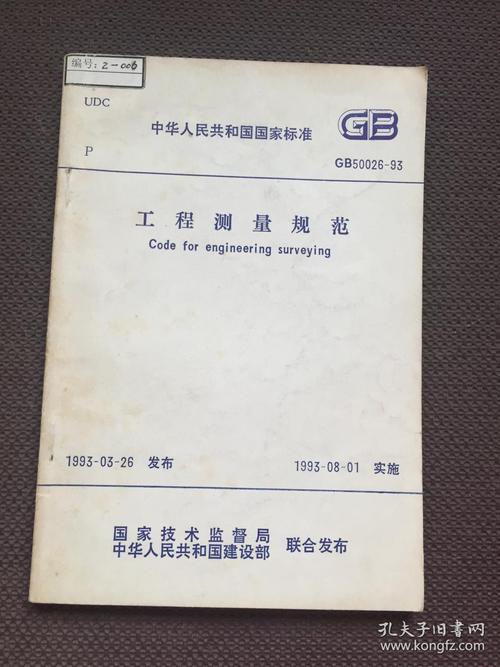 编号: 2-006
UDC
中华人民共和国国家标准 GB
P
GB50026-93
工程测量规范
Code for engineering surveying
1993-03-26 发布 1993-08-01 实施
国家技术监督局
中华人民共和国建设部 联合发布
孔夫子旧书网
www.kongfz.com